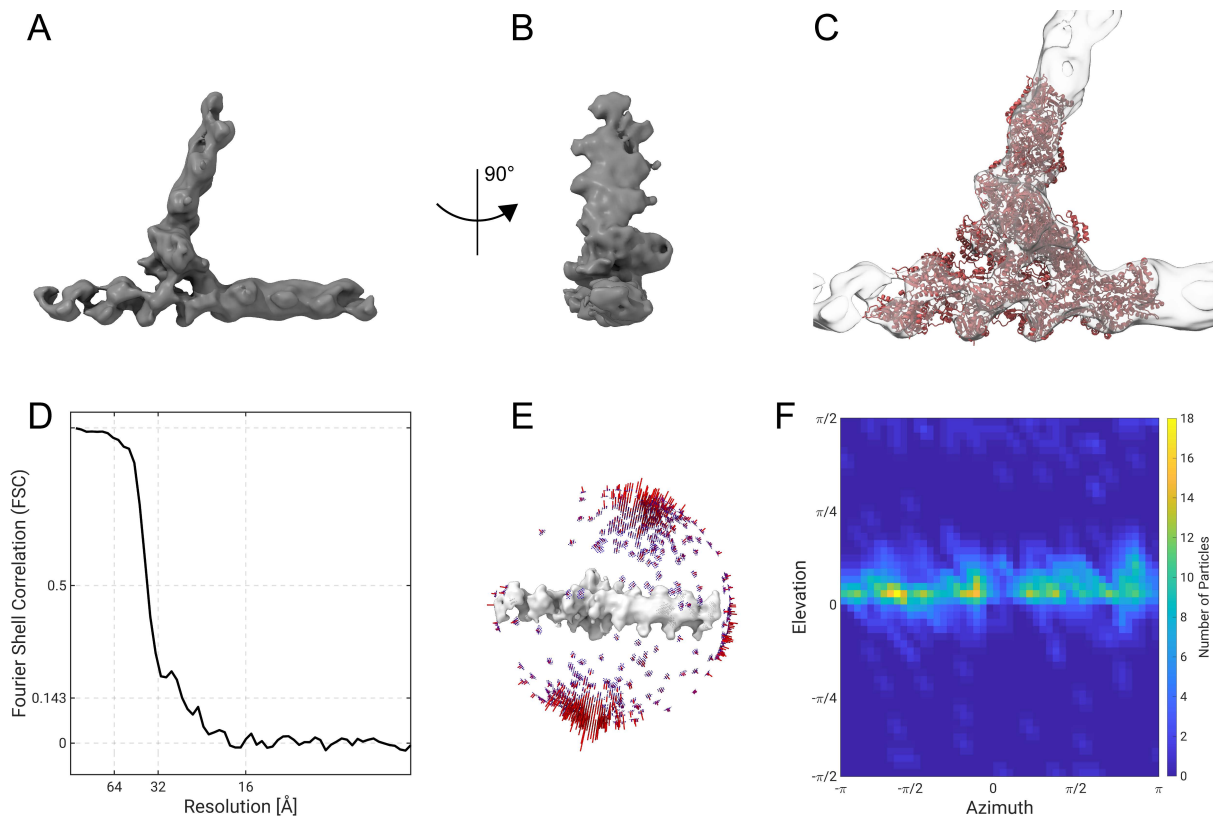 A
B
C
90°
D
Fourier Shell Correlation (FSC)
0.5
0.143
0
64
32
16
Resolution [Å]
E
F
Elevation
π/2
π/4
0
-π/4
-π/2
-π
-π/2
0
π/2
π
Azimuth
18
16
14
12
10
8
6
4
2
0
Number of Particles